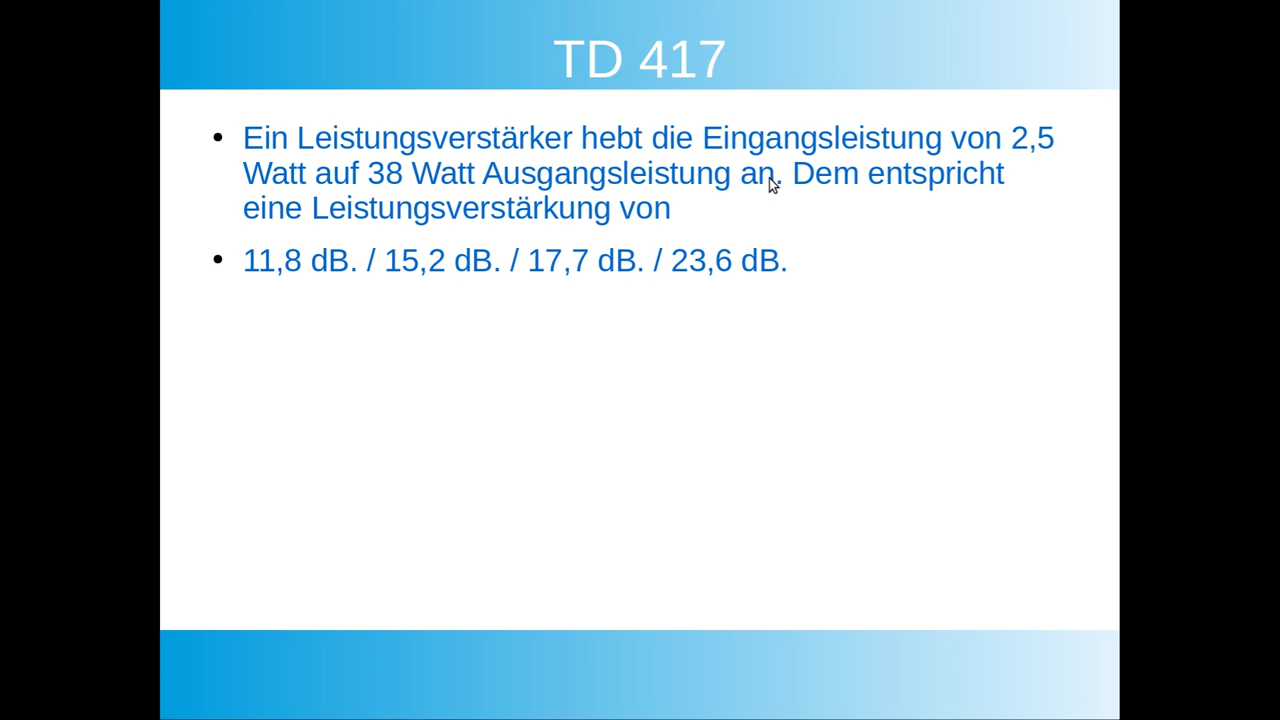 TD 417
• Ein Leistungsverstärker hebt die Eingangsleistung von 2,5
Watt auf 38 Watt Ausgangsleistung an. Dem entspricht
eine Leistungsverstärkung von
• 11,8 dB. / 15,2 dB. / 17,7 dB. / 23,6 dB.